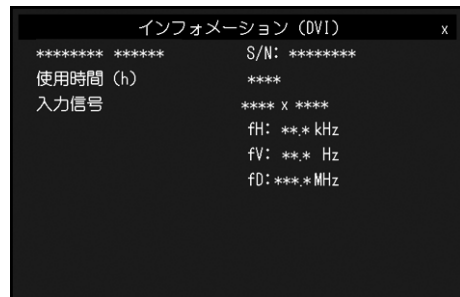 インフォメーション (DVI) x
******** ****** S/N: ********
使用時間 (h) ****
入力信号 **** x ****
fH: **.* kHz
fV: **.* Hz
fD: ***.* MHz